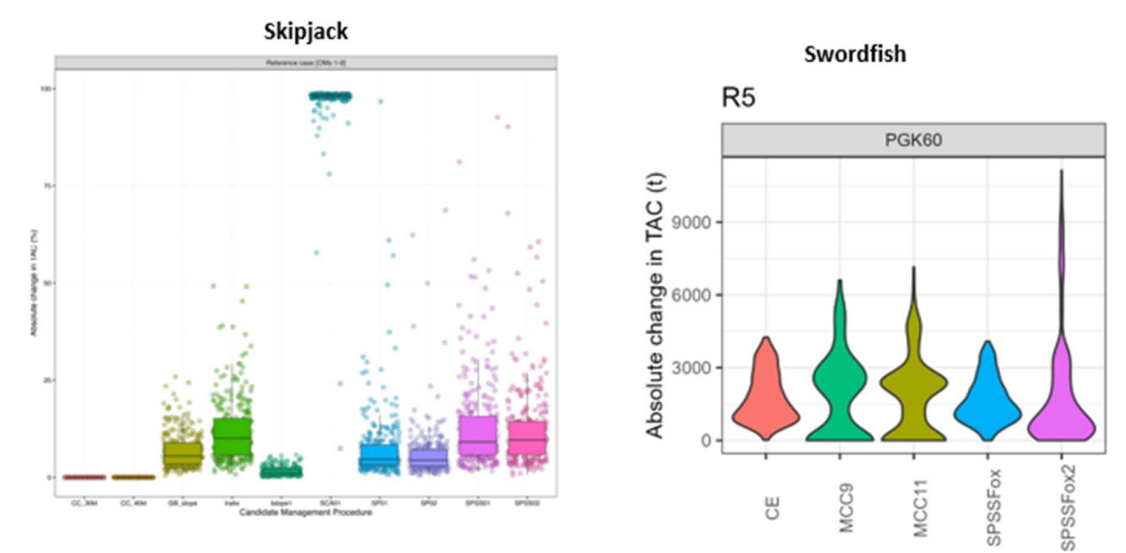 Skipjack
Reference case [OMs 1-9]
Absolute change in TAC (%)
100
75
50
25
0
CC_30kt
CC_40kt
GB_slope
Iratio
Islope1
SCA01
SP01
SP02
SPSS01
SPSS02
Candidate Management Procedure
Swordfish
R5
PGK60
Absolute change in TAC (t)
9000
6000
3000
0
CE
MCC9
MCC11
SPSSFox
SPSSFox2